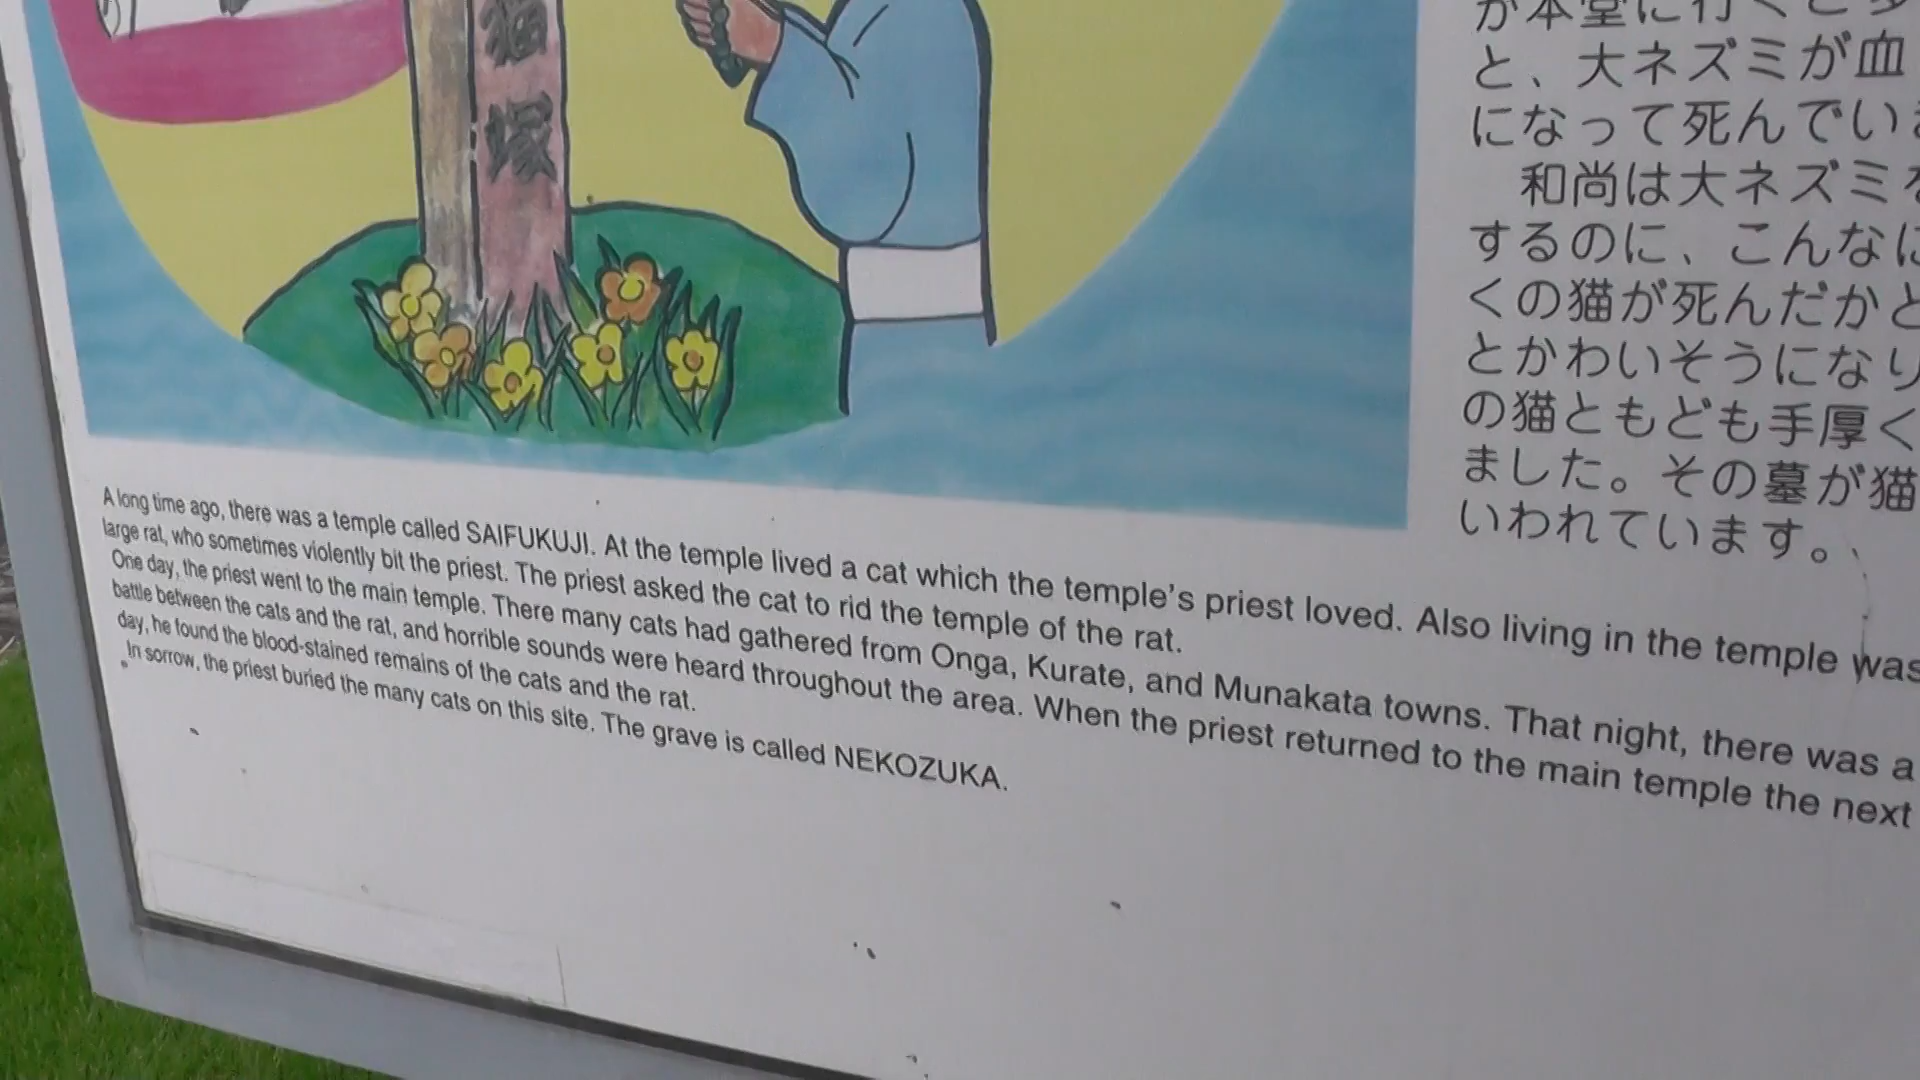 猫塚
が本堂に行くと
と、大ネズミが血
になって死んでい
和尚は大ネズミ
するのに、こんなに
くの猫が死んだかと
とかわいそうになり
の猫ともども手厚く
ました。その墓が猫
いわれています。
A long time ago, there was a temple called SAIFUKUJI. At the temple lived a cat which the temple's priest loved. Also living in the temple was
large rat, who sometimes violently bit the priest. The priest asked the cat to rid the temple of the rat.
One day, the priest went to the main temple. There many cats had gathered from Onga, Kurate, and Munakata towns. That night, there was a
battle between the cats and the rat, and horrible sounds were heard throughout the area. When the priest returned to the main temple the next
day, he found the blood-stained remains of the cats and the rat.
In sorrow, the priest buried the many cats on this site. The grave is called NEKOZUKA.